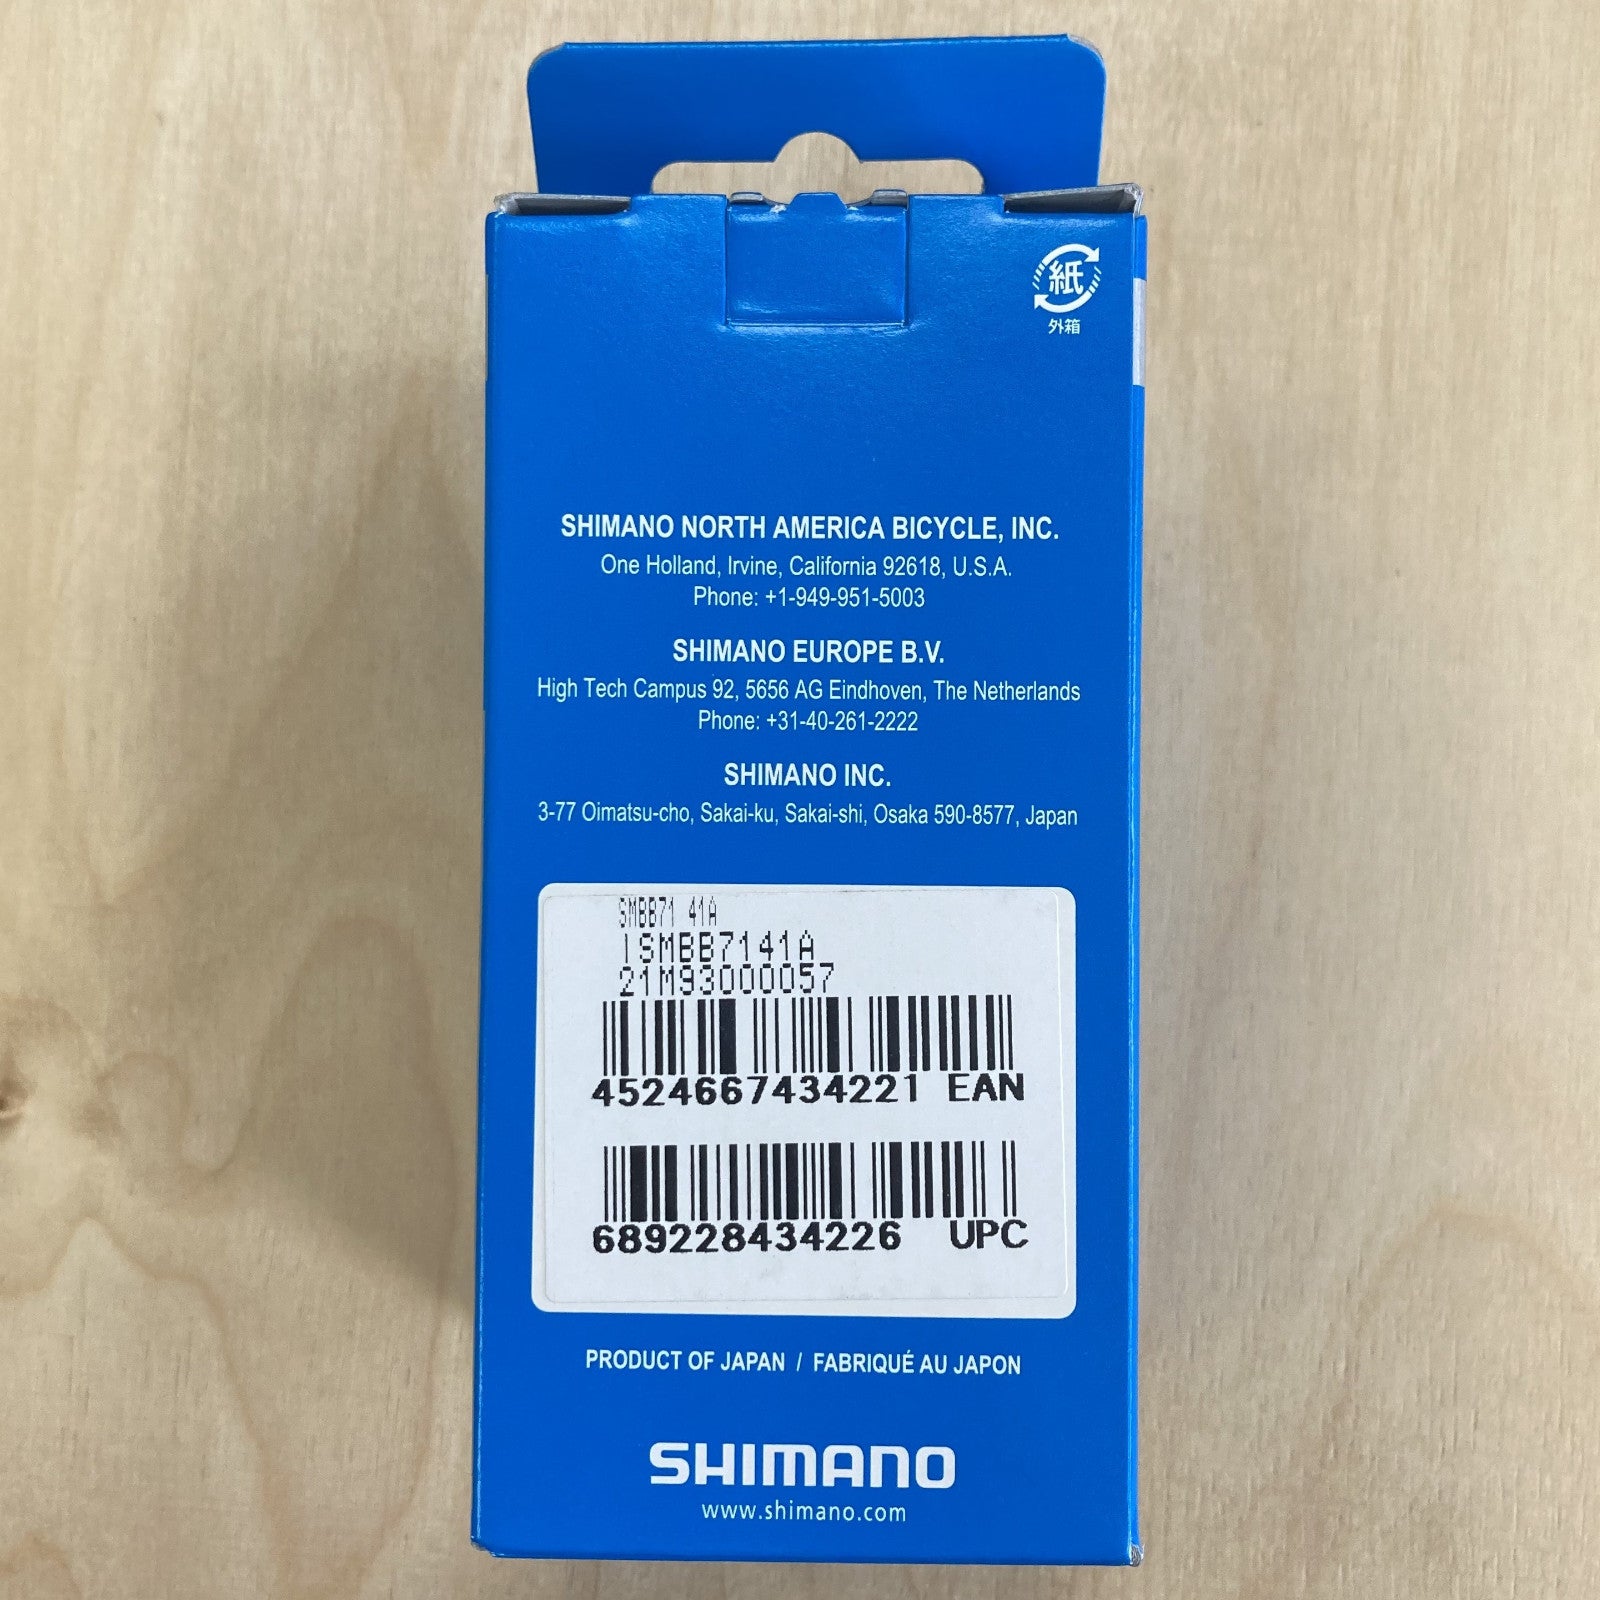 紙
外箱
SHIMANO NORTH AMERICA BICYCLE, INC.
One Holland, Irvine, California 92618, U.S.A.
Phone: +1-949-951-5003
SHIMANO EUROPE B.V.
High Tech Campus 92, 5656 AG Eindhoven, The Netherlands
Phone: +31-40-261-2222
SHIMANO INC.
3-77 Oimatsu-cho, Sakai-ku, Sakai-shi, Osaka 590-8577, Japan
SMBB71 41A
ISMBB7141A
21M93000057
4524667434221 EAN
689228434226 UPC
PRODUCT OF JAPAN / FABRIQUÉ AU JAPON
SHIMANO
www.shimano.com